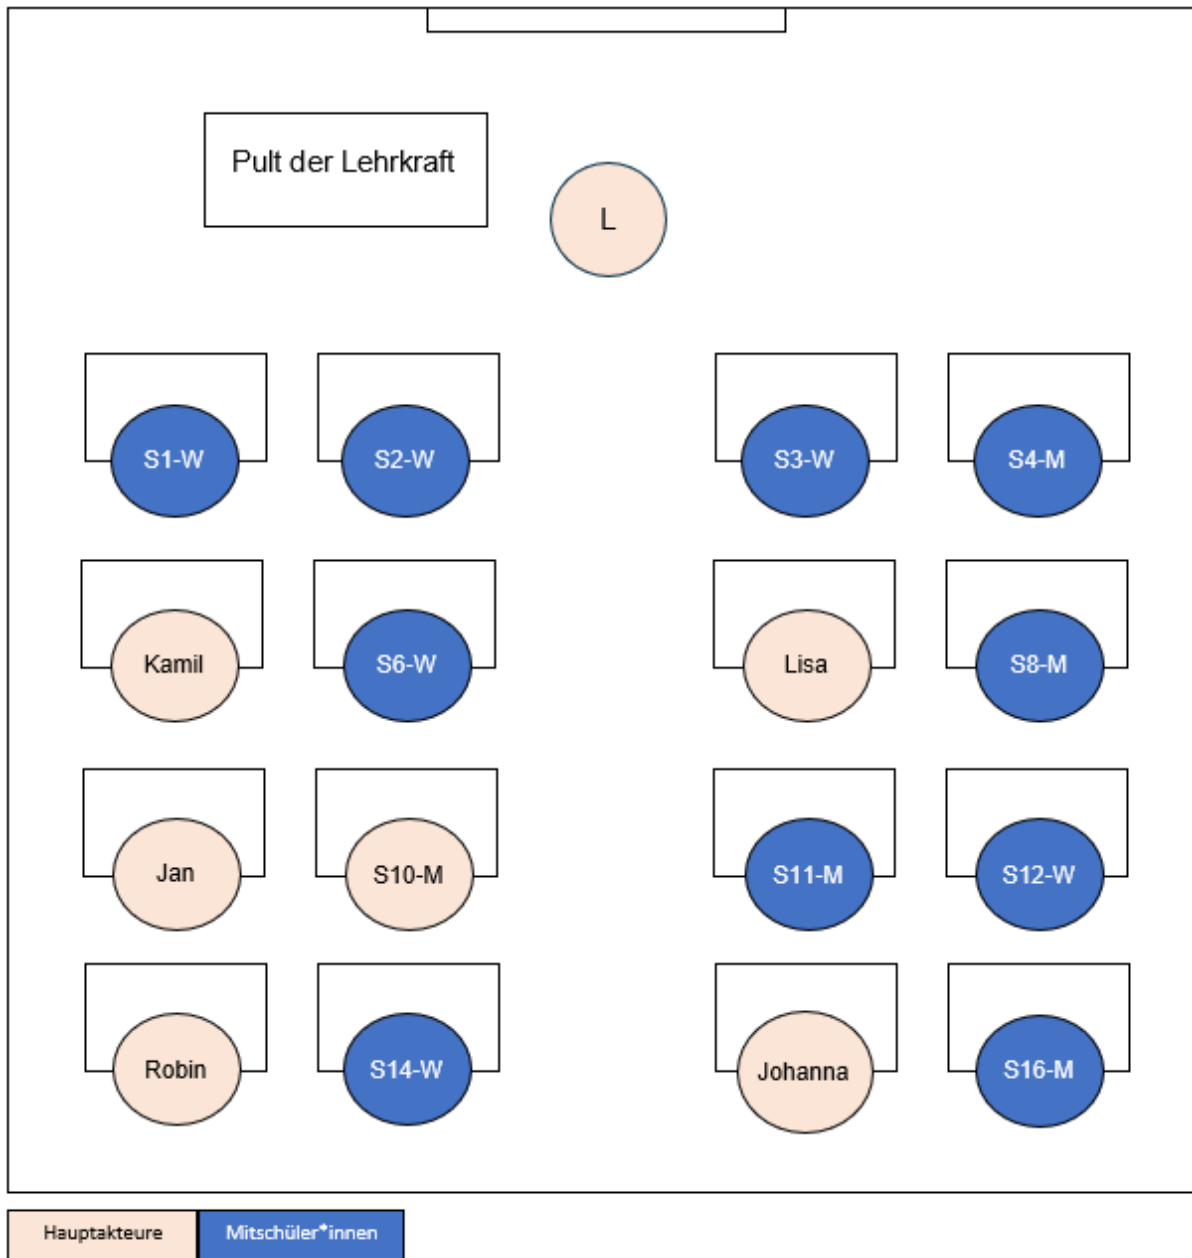 Pult der Lehrkraft
L
S1-W
S2-W
S3-W
S4-M
Kamil
S6-W
Lisa
S8-M
Jan
S10-M
S11-M
S12-W
Robin
S14-W
Johanna
S16-M
Hauptakteure
Mitschüler*innen